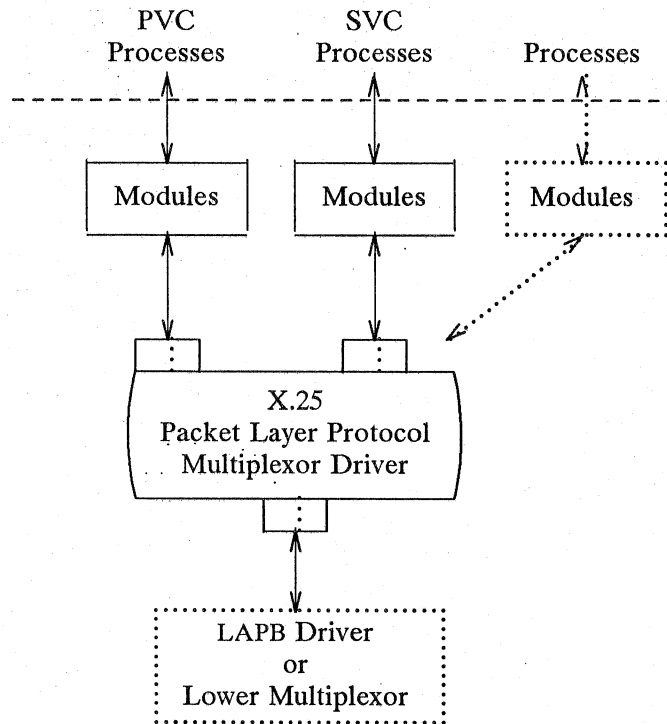 PVC
Processes
SVC
Processes
Processes
Modules
Modules
Modules
X.25
Packet Layer Protocol
Multiplexor Driver
LAPB Driver
or
Lower Multiplexor